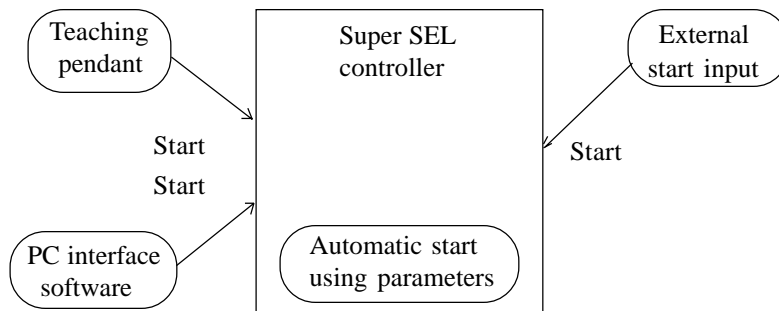 Teaching
pendant
Super SEL
controller
External
start input
Start
Start
Start
PC interface
software
Automatic start
using parameters